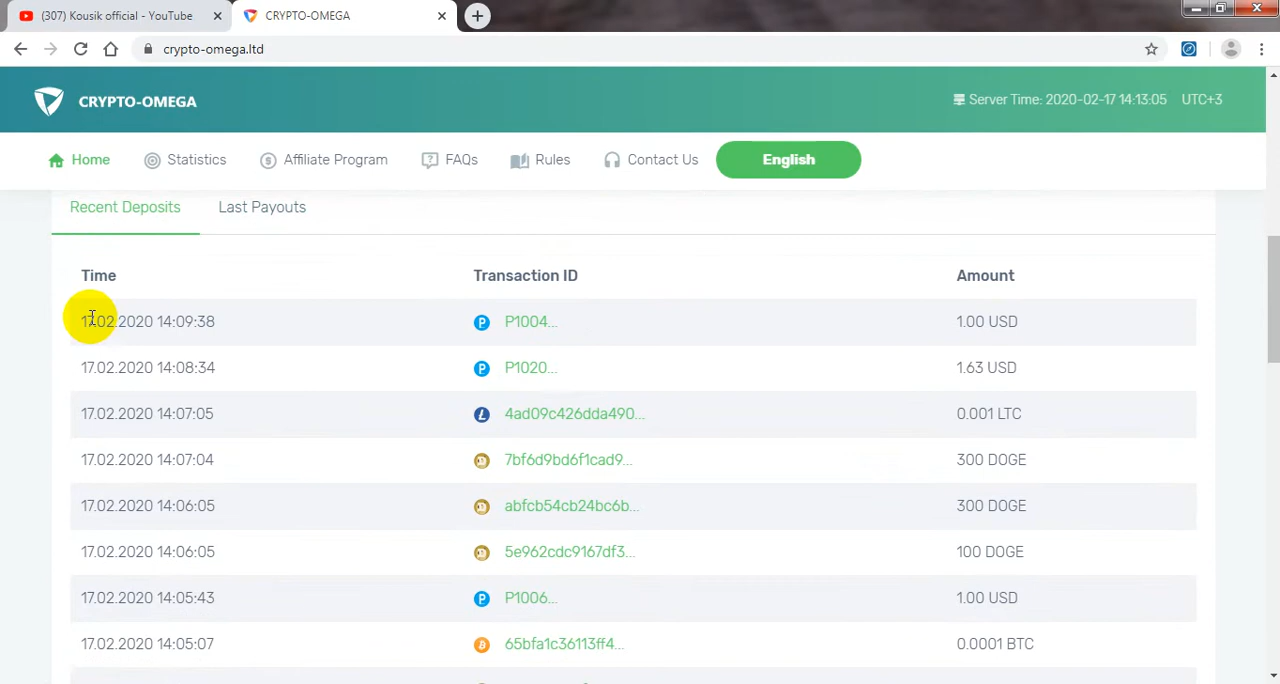 (307) Kousik official - YouTube
CRYPTO-OMEGA
crypto-omega.ltd
CRYPTO-OMEGA
Server Time: 2020-02-17 14:13:05 UTC+3
Home
Statistics
Affiliate Program
FAQs
Rules
Contact Us
English
Recent Deposits
Last Payouts
Time Transaction ID Amount
17.02.2020 14:09:38 P1004... 1.00 USD
17.02.2020 14:08:34 P1020... 1.63 USD
17.02.2020 14:07:05 4ad09c426dda490... 0.001 LTC
17.02.2020 14:07:04 7bf6d9bd6f1cad9... 300 DOGE
17.02.2020 14:06:05 abfcb54cb24bc6b... 300 DOGE
17.02.2020 14:06:05 5e962cdc9167df3... 100 DOGE
17.02.2020 14:05:43 P1006... 1.00 USD
17.02.2020 14:05:07 65bfa1c36113ff4... 0.0001 BTC